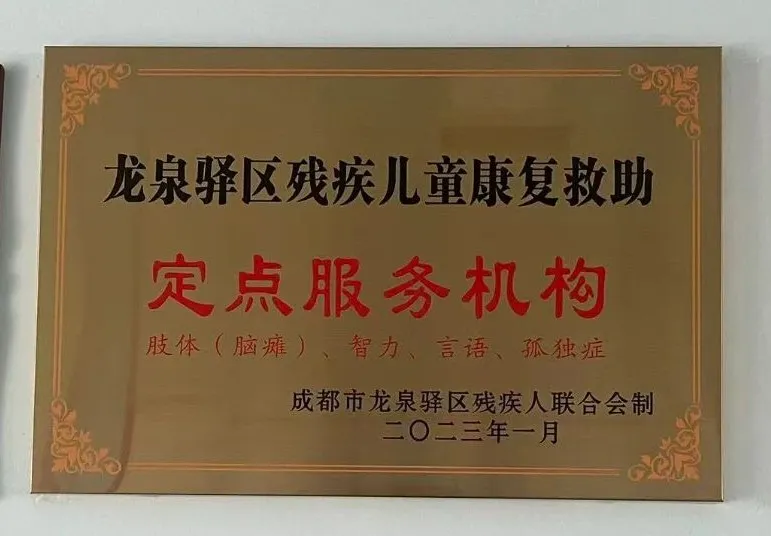 龙泉驿区残疾儿童康复救助
定点服务机构
肢体（脑瘫）、智力、言语、孤独症
成都市龙泉驿区残疾人联合会制
二〇二三年一月